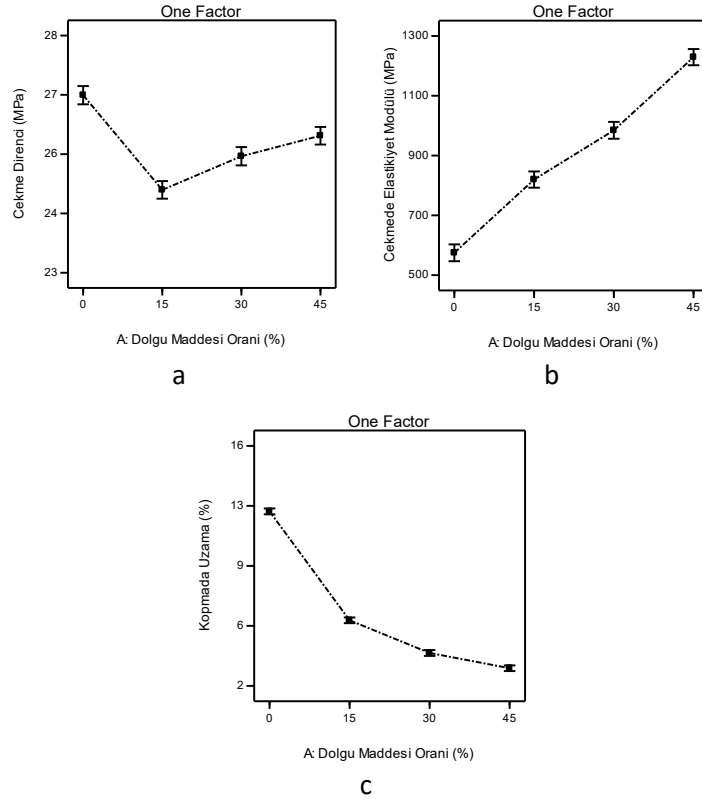 One Factor
28
27
26
24
23
Cekme Direnci (MPa)
0 15 30 45
A: Dolgu Maddesi Orani (%)
a
One Factor
1300
1100
900
700
500
Cekmede Elastikiyet Modülü (MPa)
0 15 30 45
A: Dolgu Maddesi Orani (%)
b
One Factor
16
13
9
6
2
Kopmada Uzama (%)
0 15 30 45
A: Dolgu Maddesi Orani (%)
c